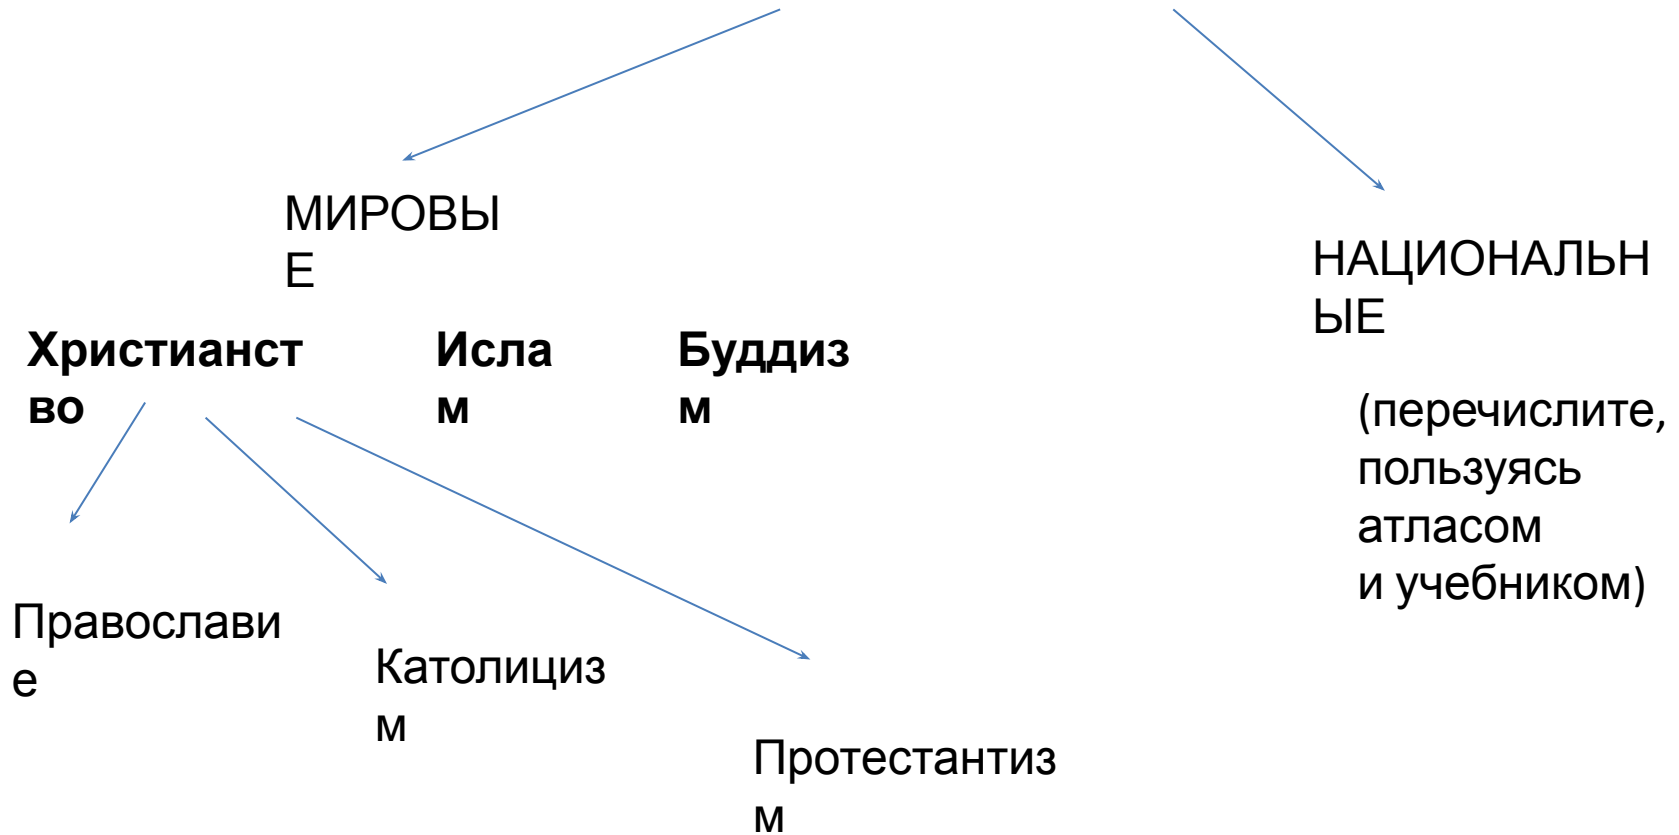 МИРОВЫ
Е
НАЦИОНАЛЬН
ЫЕ
Христианст
во
Исла
м
Буддиз
м
(перечислите,
пользуясь
атласом
и учебником)
Православи
е
Католициз
м
Протестантиз
м